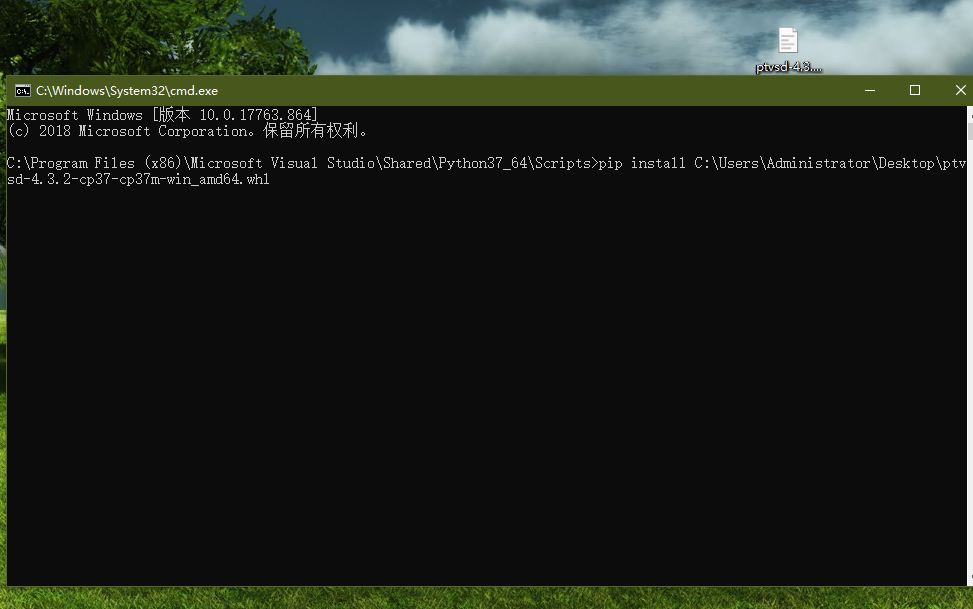 ptvsd-4.3....
C:\Windows\System32\cmd.exe
Microsoft Windows [版本 10.0.17763.864]
(c) 2018 Microsoft Corporation。保留所有权利。
C:\Program Files (x86)\Microsoft Visual Studio\Shared\Python37_64\Scripts>pip install C:\Users\Administrator\Desktop\ptv
sd-4.3.2-cp37-cp37m-win_amd64.whl